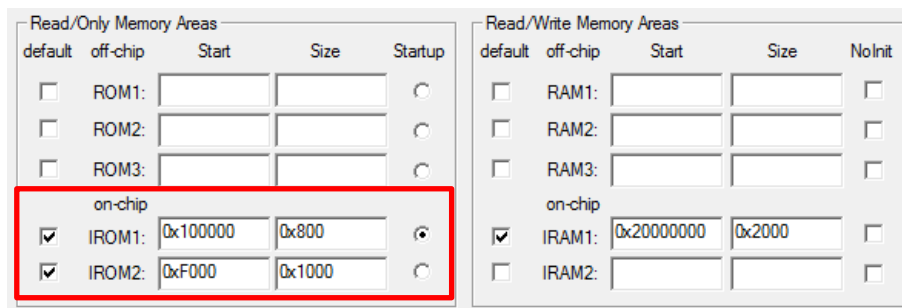 Read/Only Memory Areas
default off-chip Start Size Startup
ROM1:
ROM2:
ROM3:
on-chip
IROM1: 0x100000 0x800
IROM2: 0xF000 0x1000
Read/Write Memory Areas
default off-chip Start Size NoInit
RAM1:
RAM2:
RAM3:
on-chip
IRAM1: 0x20000000 0x2000
IRAM2: